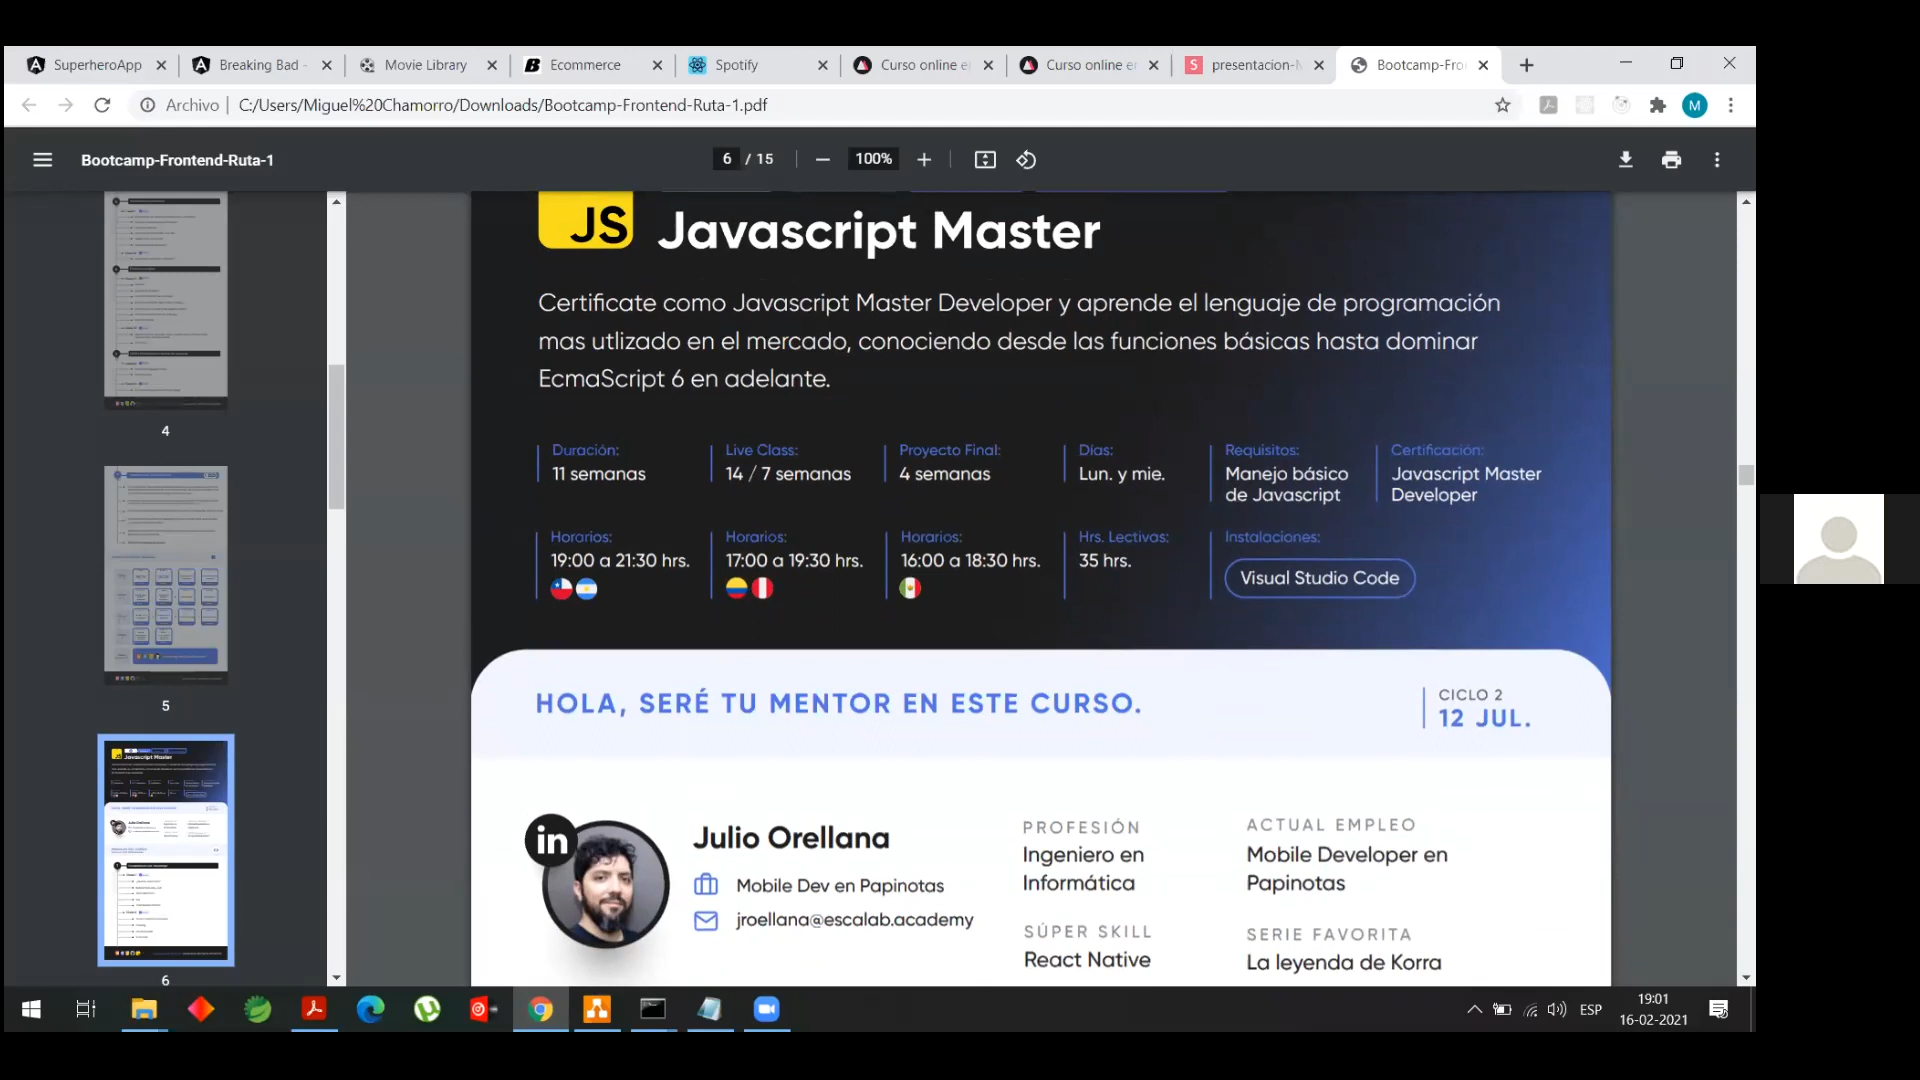 SuperheroApp
Breaking Bad -
Movie Library
Ecommerce
Spotify
Curso online e
Curso online e
presentacion-
Bootcamp-Fro
Archivo
C:/Users/Miguel%20Chamorro/Downloads/Bootcamp-Frontend-Ruta-1.pdf
M
Bootcamp-Frontend-Ruta-1
6 / 15
100%
4
5
6
JS
Javascript Master
Certificate como Javascript Master Developer y aprende el lenguaje de programación
mas utlizado en el mercado, conociendo desde las funciones básicas hasta dominar
EcmaScript 6 en adelante.
Duración:
11 semanas
Live Class:
14 / 7 semanas
Proyecto Final:
4 semanas
Días:
Lun. y mie.
Requisitos:
Manejo básico
de Javascript
Certificación:
Javascript Master
Developer
Horarios:
19:00 a 21:30 hrs.
Horarios:
17:00 a 19:30 hrs.
Horarios:
16:00 a 18:30 hrs.
Hrs. Lectivas:
35 hrs.
Instalaciones:
Visual Studio Code
HOLA, SERÉ TU MENTOR EN ESTE CURSO.
CICLO 2
12 JUL.
in
Julio Orellana
Mobile Dev en Papinotas
jroellana@escalab.academy
PROFESIÓN
Ingeniero en
Informática
ACTUAL EMPLEO
Mobile Developer en
Papinotas
SÚPER SKILL
React Native
SERIE FAVORITA
La leyenda de Korra
ESP
19:01
16-02-2021